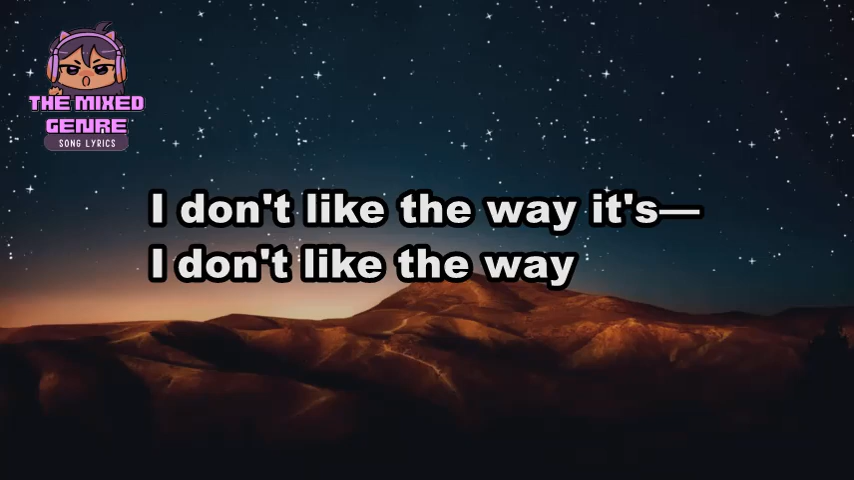 THE MIXED
GENRE
SONG LYRICS
I don't like the way it's—
I don't like the way